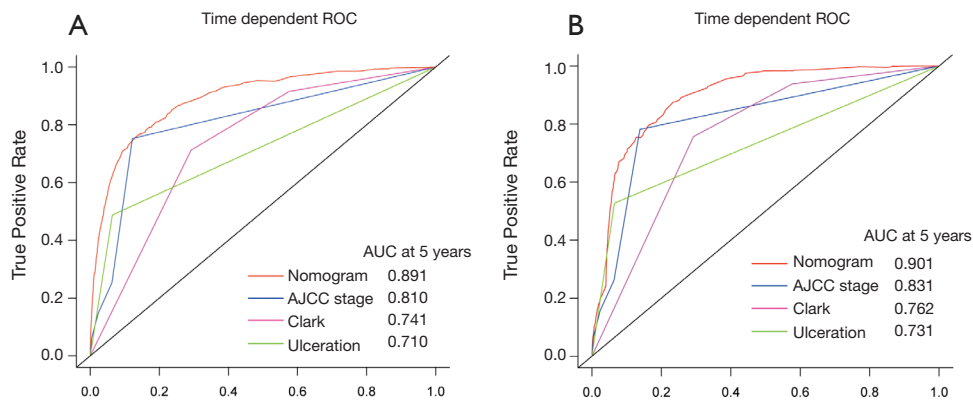 A
Time dependent ROC
True Positive Rate
1.0
0.8
0.6
0.4
0.2
0.0
AUC at 5 years
Nomogram 0.891
AJCC stage 0.810
Clark 0.741
Ulceration 0.710
0.0 0.2 0.4 0.6 0.8 1.0
B
Time dependent ROC
True Positive Rate
1.0
0.8
0.6
0.4
0.2
0.0
AUC at 5 years
Nomogram 0.901
AJCC stage 0.831
Clark 0.762
Ulceration 0.731
0.0 0.2 0.4 0.6 0.8 1.0